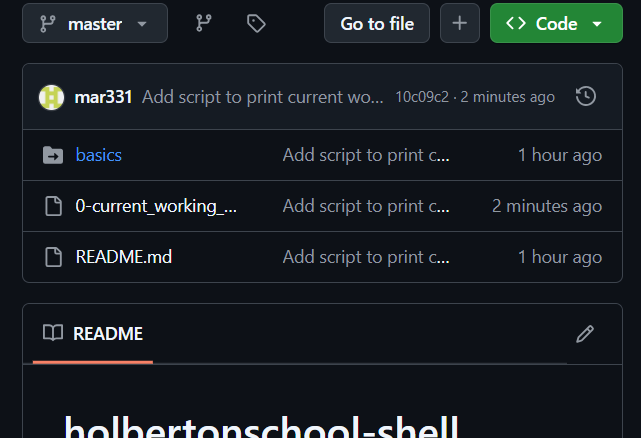 master Go to file Code
mar331 Add script to print current wo... 10c09c2 · 2 minutes ago
basics Add script to print c... 1 hour ago
0-current_working_... Add script to print c... 2 minutes ago
README.md Add script to print c... 1 hour ago
README
holbertonschool-shell